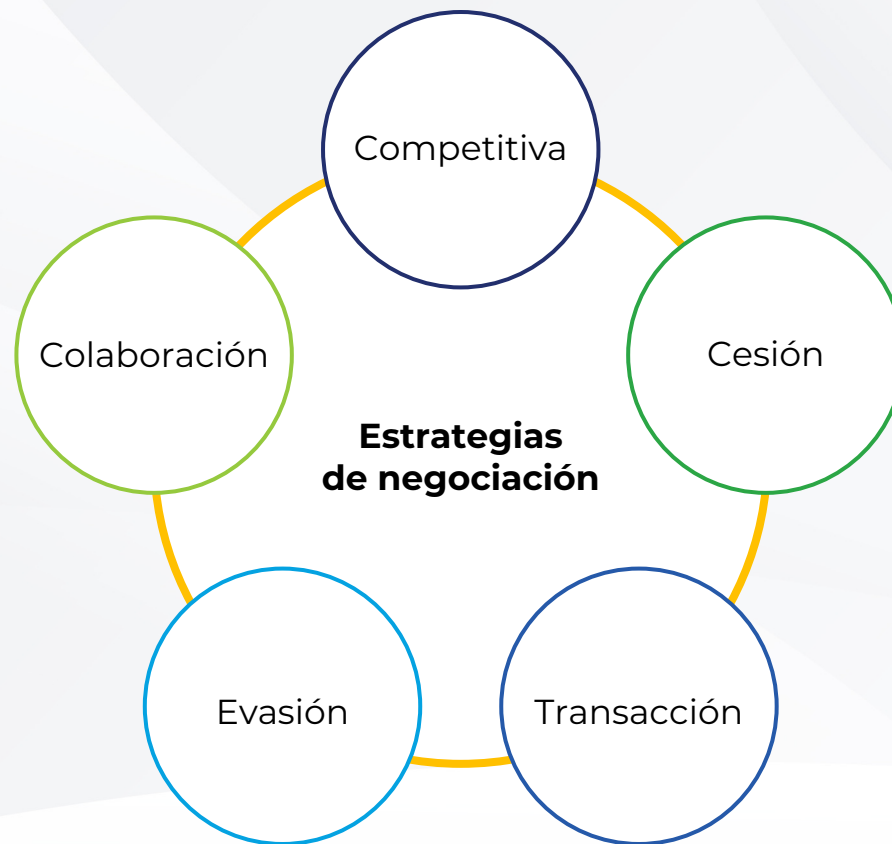 Competitiva
Colaboración
Cesión
Estrategias
de negociación
Evasión
Transacción